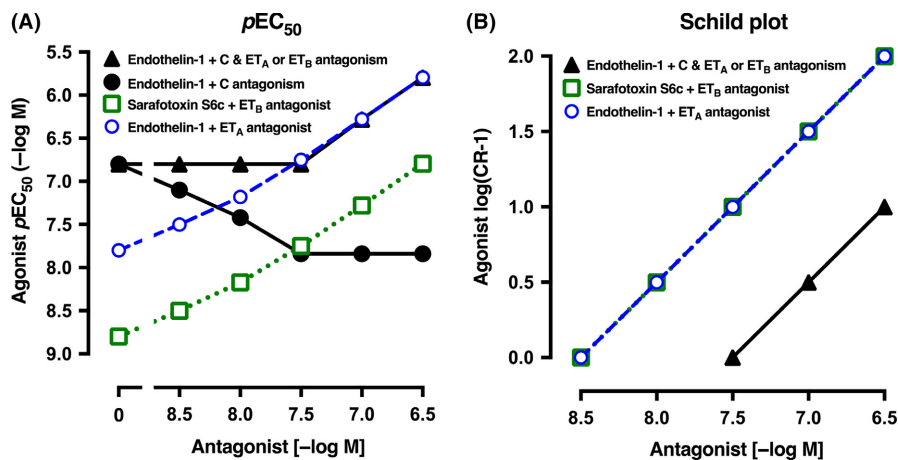 (A)
pEC50
Endothelin-1 + C & ETA or ETB antagonism
Endothelin-1 + C antagonism
Sarafotoxin S6c + ETB antagonist
Endothelin-1 + ETA antagonist
Agonist pEC50 (–log M)
5.5
6.0
6.5
7.0
7.5
8.0
8.5
9.0
0
8.5
8.0
7.5
7.0
6.5
Antagonist [–log M]
(B)
Schild plot
Endothelin-1 + C & ETA or ETB antagonism
Sarafotoxin S6c + ETB antagonist
Endothelin-1 + ETA antagonist
Agonist log(CR-1)
2.0
1.5
1.0
0.5
0.0
8.5
8.0
7.5
7.0
6.5
Antagonist [–log M]